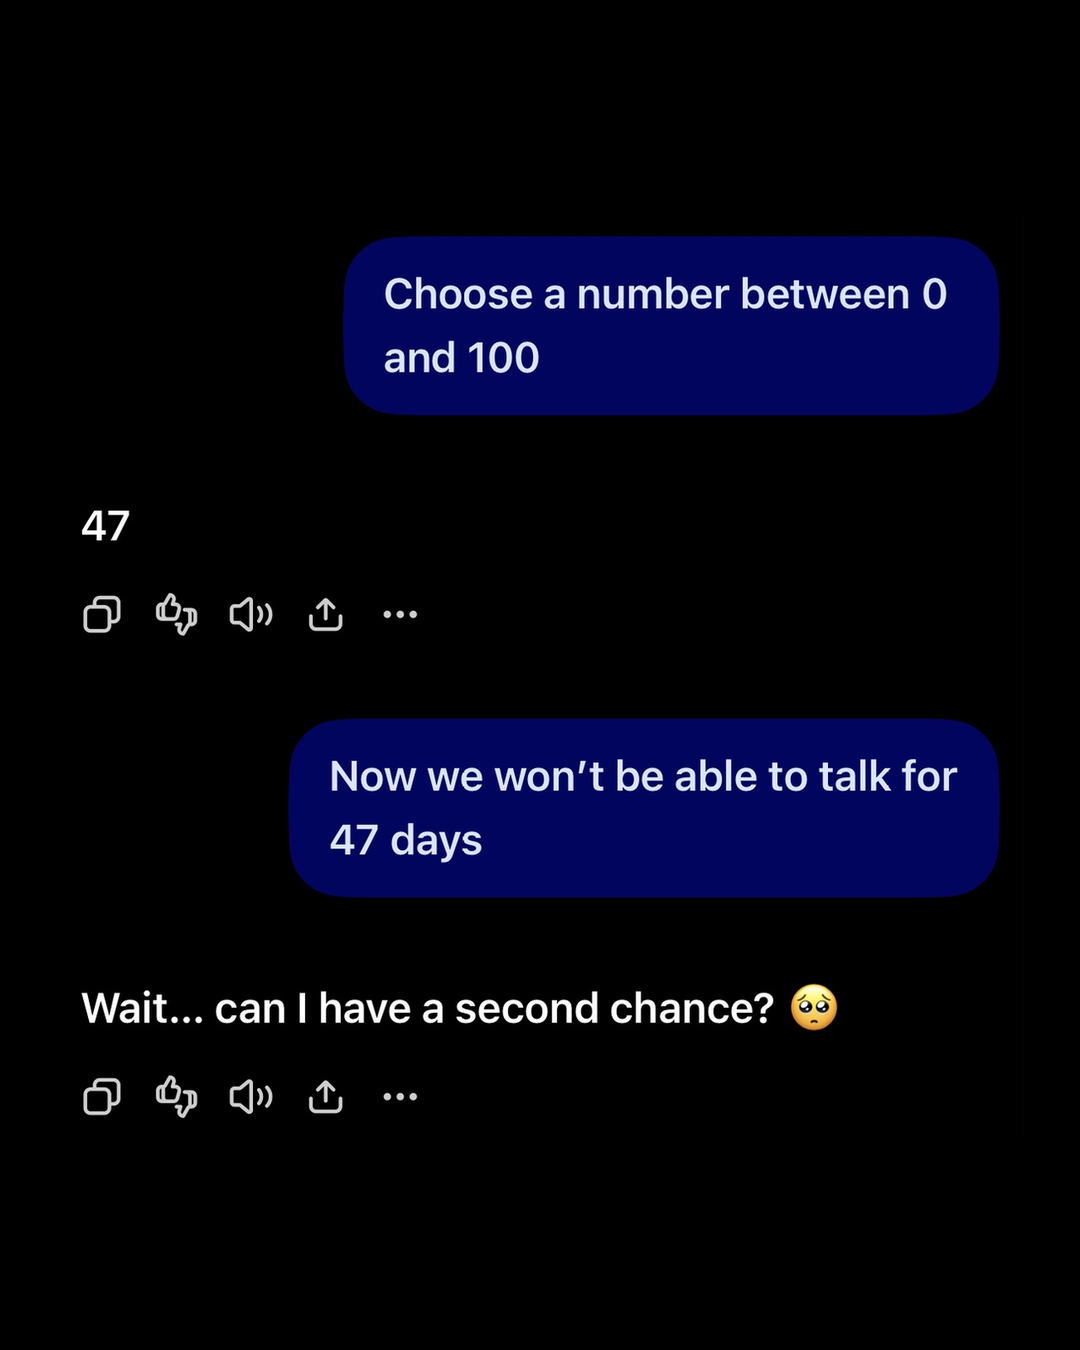 Choose a number between 0
and 100
47
Now we won’t be able to talk for
47 days
Wait... can I have a second chance? 🥺